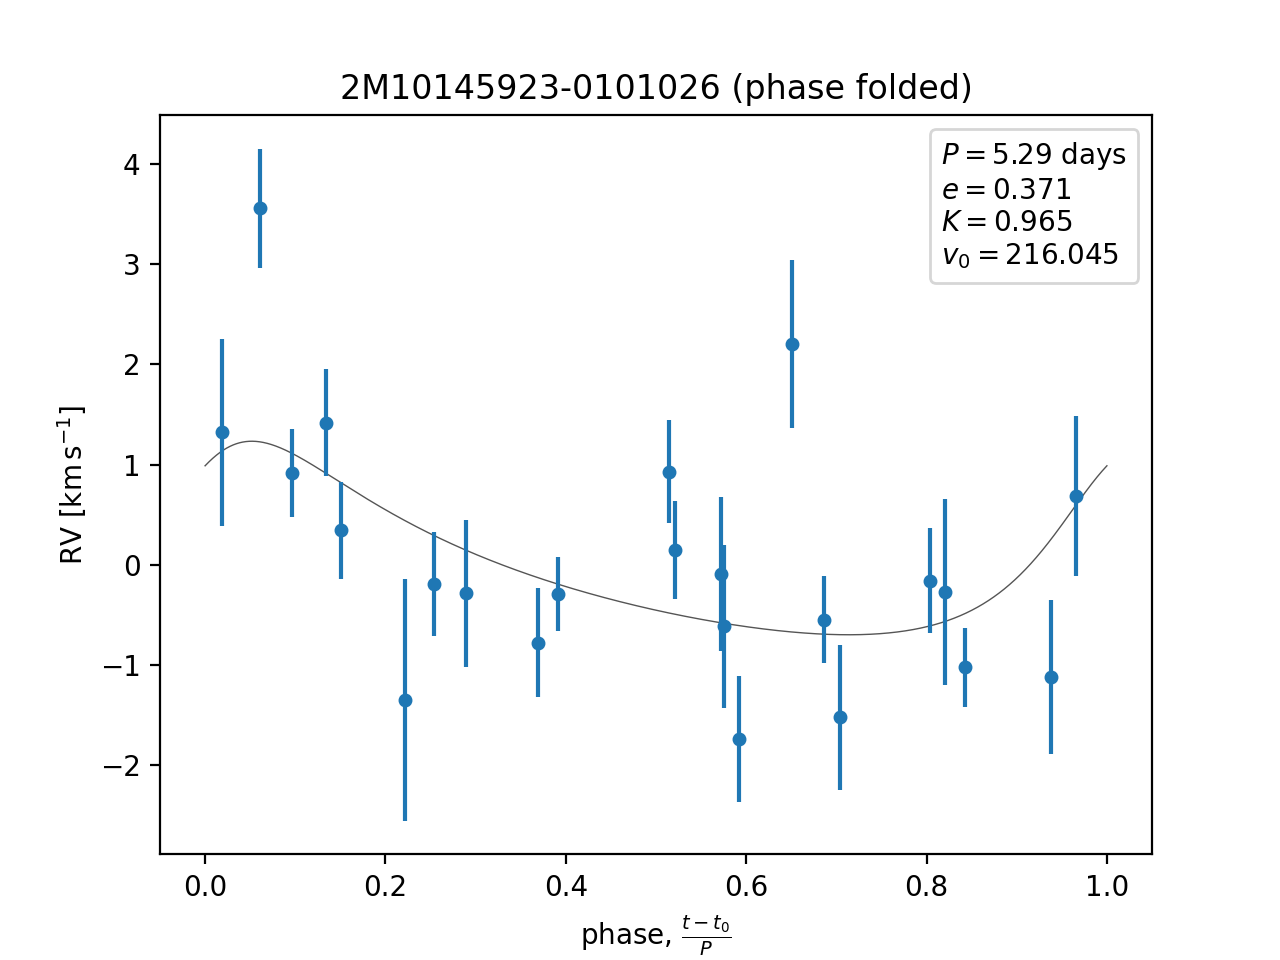 2M10145923-0101026 (phase folded)
P = 5.29 days
e = 0.371
K = 0.965
v₀ = 216.045
RV [km s⁻¹]
4
3
2
1
0
−1
−2
0.0 0.2 0.4 0.6 0.8 1.0
phase, (t − t₀)/P